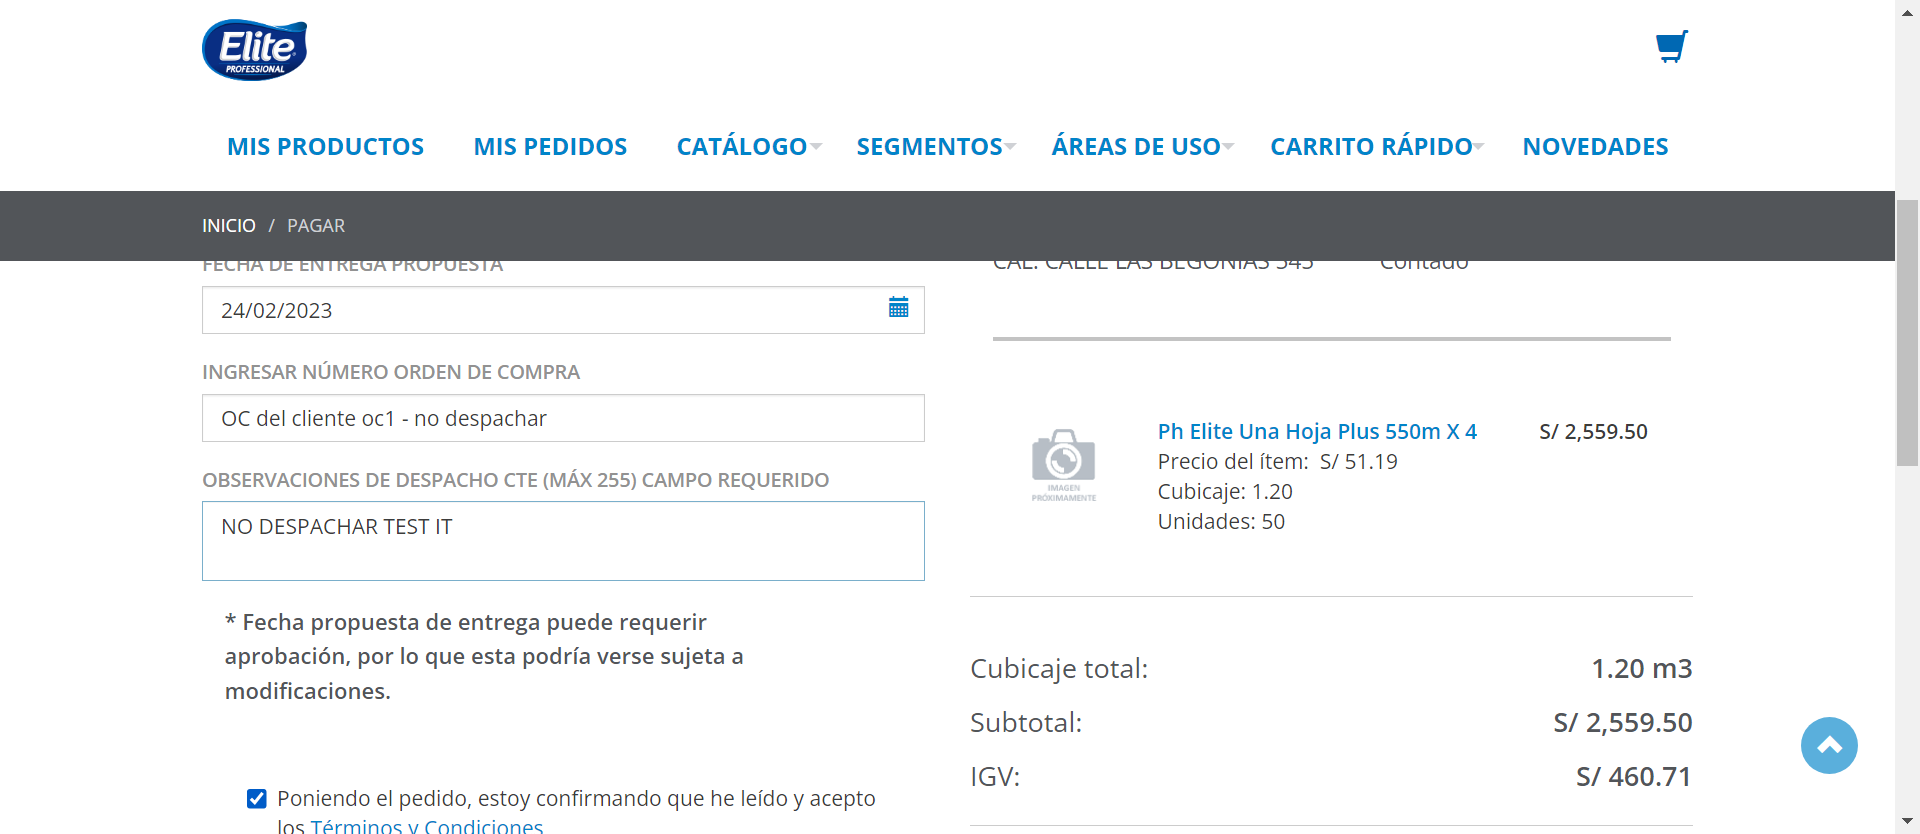 Elite
PROFESSIONAL
MIS PRODUCTOS
MIS PEDIDOS
CATÁLOGO
SEGMENTOS
ÁREAS DE USO
CARRITO RÁPIDO
NOVEDADES
INICIO / PAGAR
FECHA DE ENTREGA PROPUESTA
24/02/2023
INGRESAR NÚMERO ORDEN DE COMPRA
OC del cliente oc1 - no despachar
OBSERVACIONES DE DESPACHO CTE (MÁX 255) CAMPO REQUERIDO
NO DESPACHAR TEST IT
* Fecha propuesta de entrega puede requerir
aprobación, por lo que esta podría verse sujeta a
modificaciones.
Poniendo el pedido, estoy confirmando que he leído y acepto
los Términos y Condiciones
CAL. CALLE LAS BEGONIAS 545
Contado
IMAGEN
PRÓXIMAMENTE
Ph Elite Una Hoja Plus 550m X 4
S/ 2,559.50
Precio del ítem: S/ 51.19
Cubicaje: 1.20
Unidades: 50
Cubicaje total: 1.20 m3
Subtotal: S/ 2,559.50
IGV: S/ 460.71